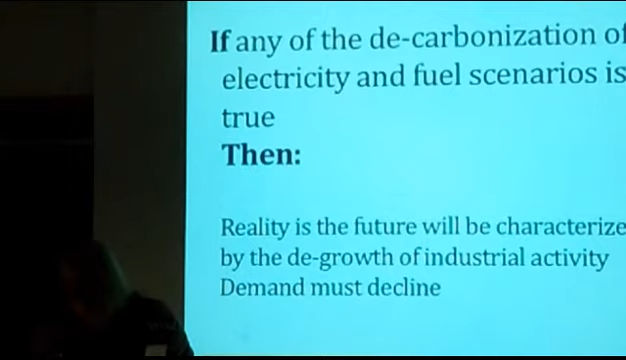 If any of the de-carbonization of
electricity and fuel scenarios is
true
Then:
Reality is the future will be characterize
by the de-growth of industrial activity
Demand must decline